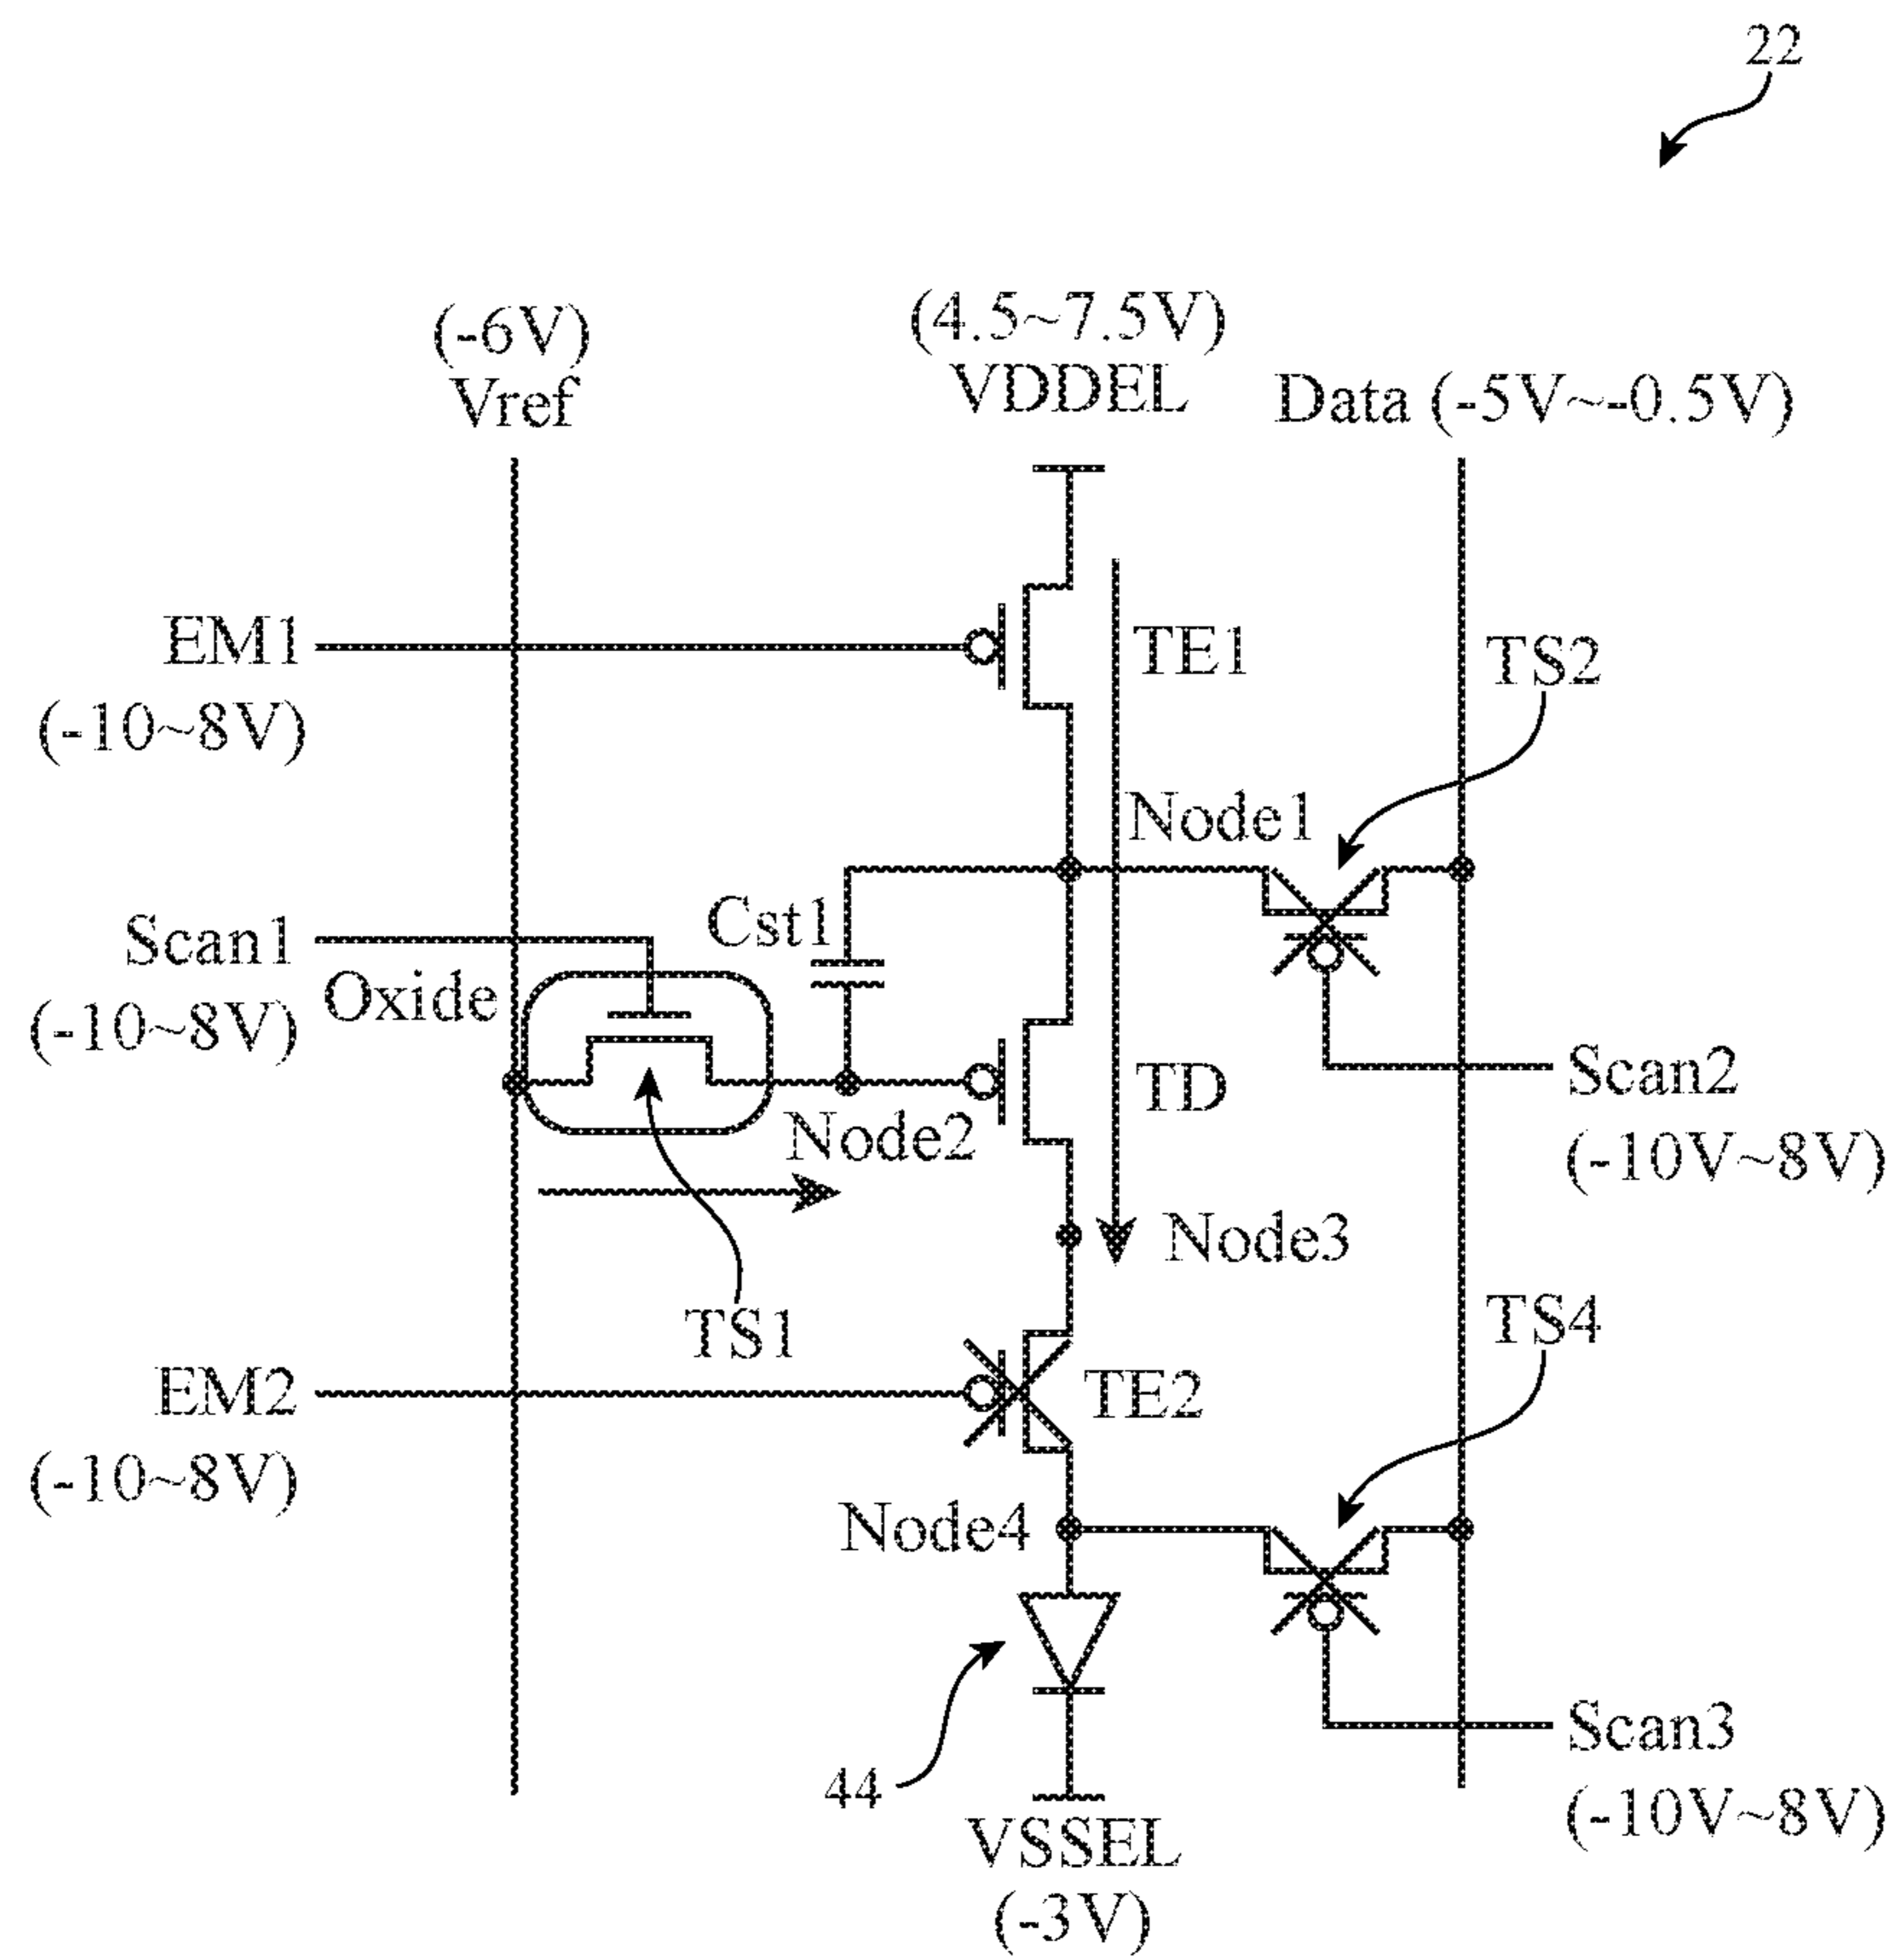 22
(-6V)
Vref
(4.5~7.5V)
VDDEL
Data (-5V~-0.5V)
EM1
(-10~8V)
TE1
TS2
Node1
Scan1
(-10~8V)
Oxide
Cst1
Node2
TD
Scan2
(-10V~8V)
Node3
TS1
TS4
EM2
(-10~8V)
TE2
Node4
44
Scan3
(-10V~8V)
VSSEL
(-3V)